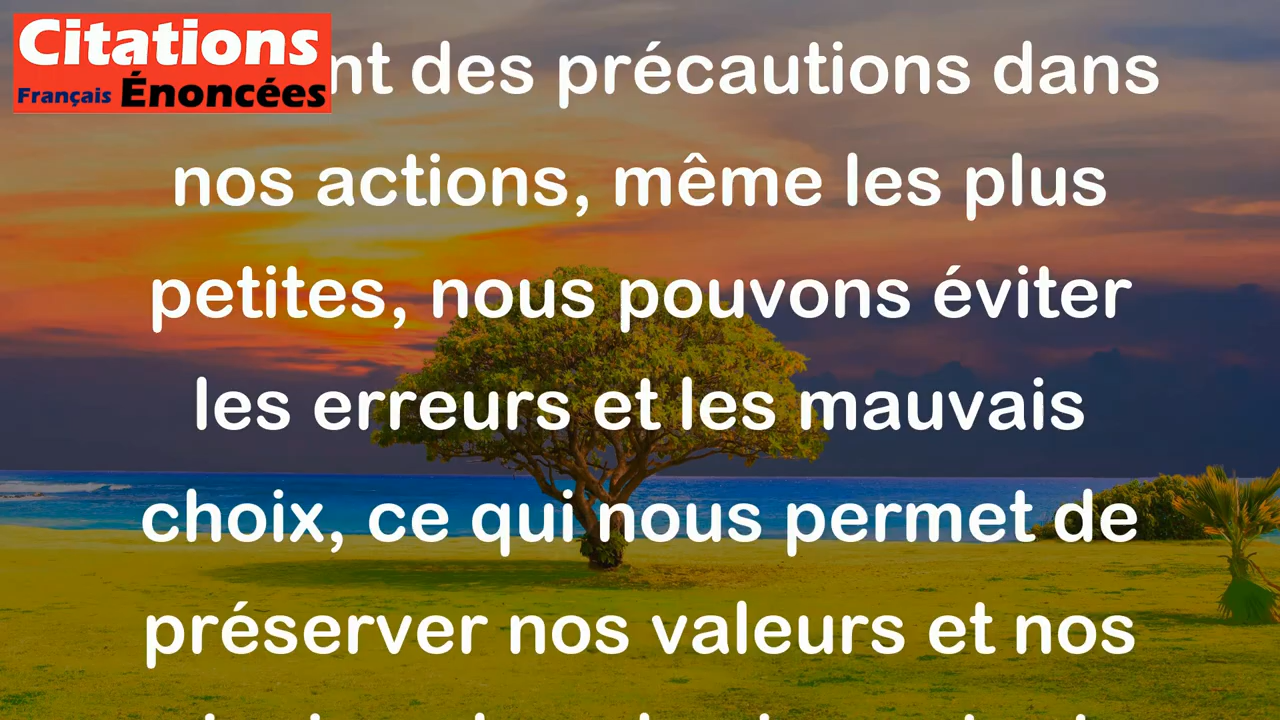 Citations
Français Énoncées
des précautions dans
nos actions, même les plus
petites, nous pouvons éviter
les erreurs et les mauvais
choix, ce qui nous permet de
préserver nos valeurs et nos